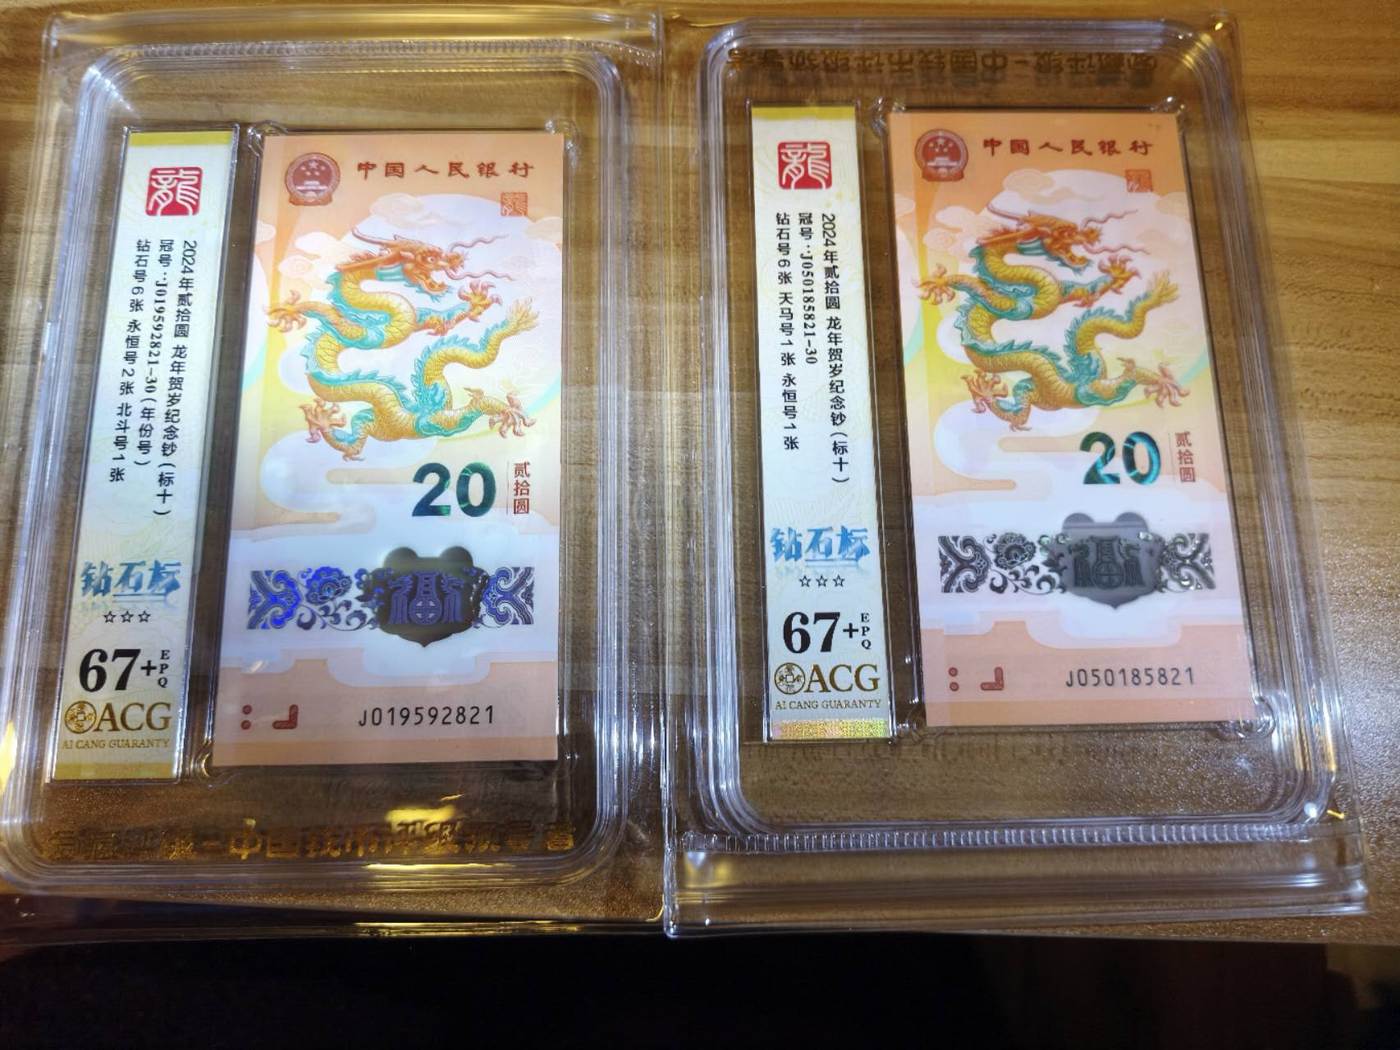 龍
2024年贰拾圆 龙年贺岁纪念钞(标十)
冠号:J019592821-30(年份号)
钻石号6张 永恒号2张 北斗号1张
钻石标
☆☆☆
67+
EPQ
ACG
AI CANG GUARANTY
中国人民银行
20
贰拾圆
福
J019592821
龍
2024年贰拾圆 龙年贺岁纪念钞(标十)
冠号:J050185821-30
钻石号6张 天马号1张 永恒号1张
钻石标
☆☆☆
67+
EPQ
ACG
AI CANG GUARANTY
中国人民银行
20
贰拾圆
福
J050185821